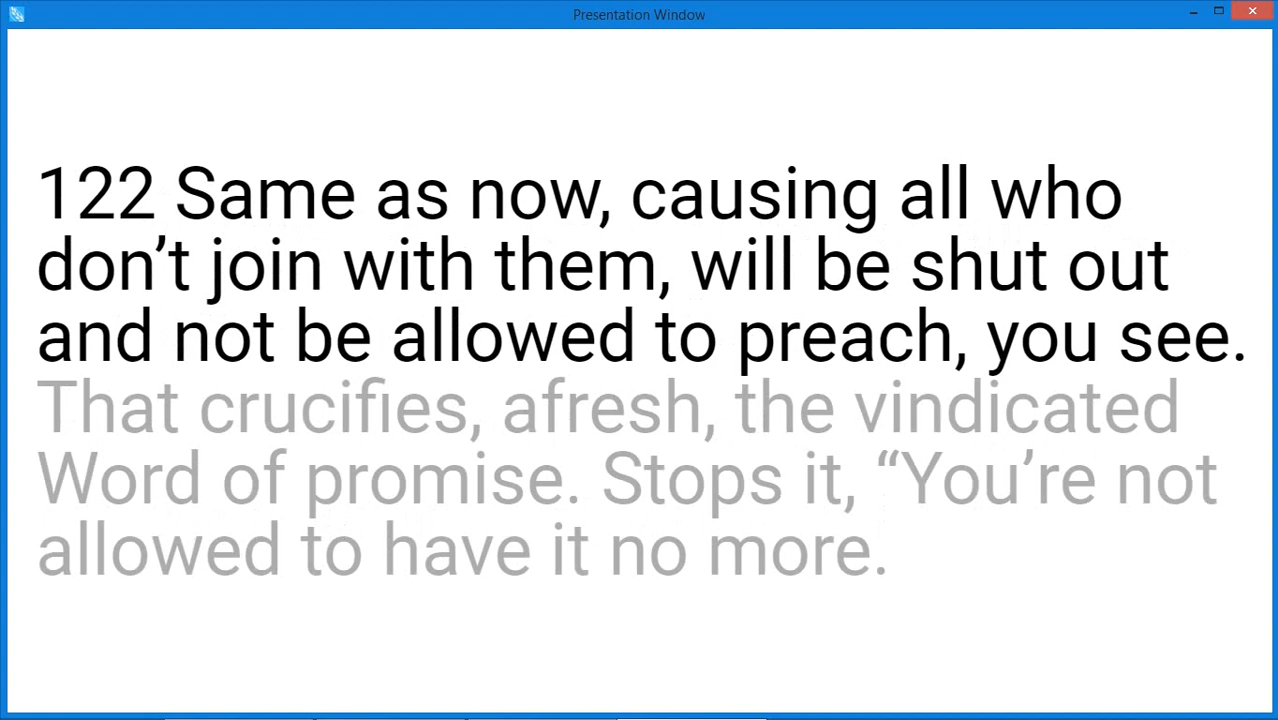 Presentation Window
122 Same as now, causing all who
don’t join with them, will be shut out
and not be allowed to preach, you see.
That crucifies, afresh, the vindicated
Word of promise. Stops it, “You’re not
allowed to have it no more.